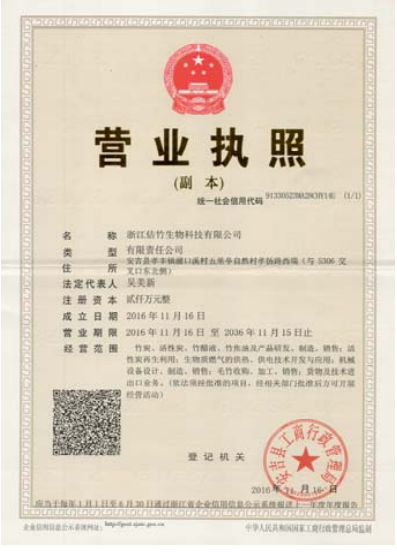 营业执照
(副 本)
统一社会信用代码 91330523MA28CHY14E (1/1)
名称 浙江佶竹生物科技有限公司
类型 有限责任公司
住所 安吉县孝丰镇潴口溪村五里亭自然村孝扬路西端(与 S306 交
叉口东北侧)
法定代表人 吴美新
注册资本 贰仟万元整
成立日期 2016年11月16日
营业期限 2016年11月16日 至 2036年11月15日止
经营范围 竹炭、活性炭、竹醋液、竹焦油及产品研发、制造、销售;活
性炭再生利用;生物质燃气的供热、供电技术开发与应用;机械
设备设计、制造、销售;毛竹收购、加工、销售;货物及技术进
出口业务。(依法须经批准的项目,经相关部门批准后方可开展
经营活动)
登记机关
安吉县工商行政管理局
2016年11月16日
应当于每年1月1日至6月30日通过浙江省企业信用信息公示系统报送上一年度年度报告
企业信用信息公示系统网址:
中华人民共和国国家工商行政管理总局监制